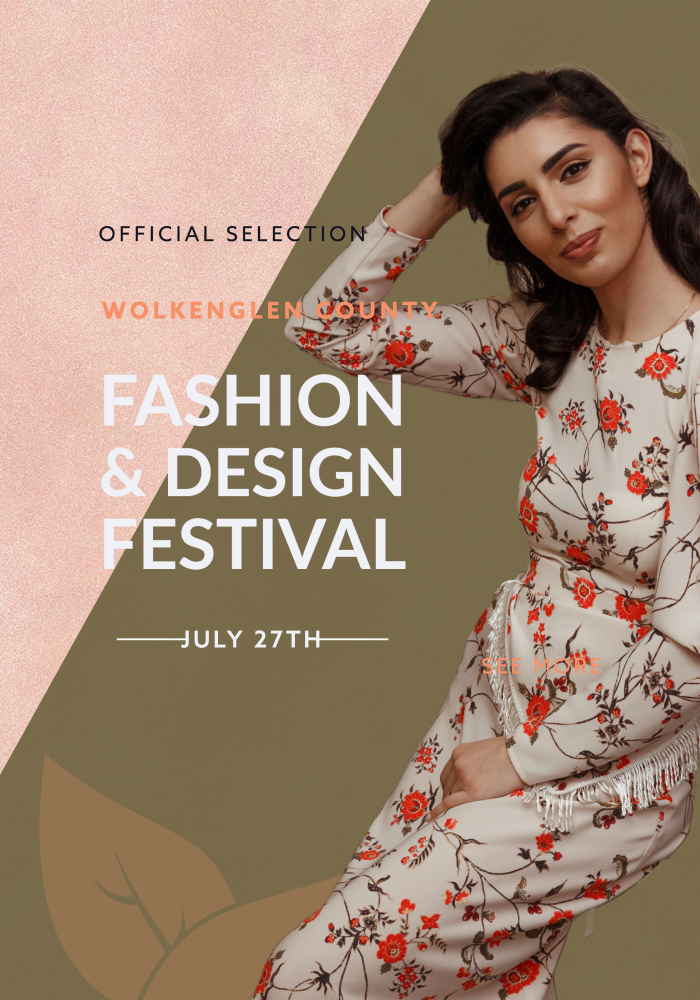 OFFICIAL SELECTION
WOLKENGLEN COUNTY
FASHION
& DESIGN
FESTIVAL
JULY 27TH
SEE MORE